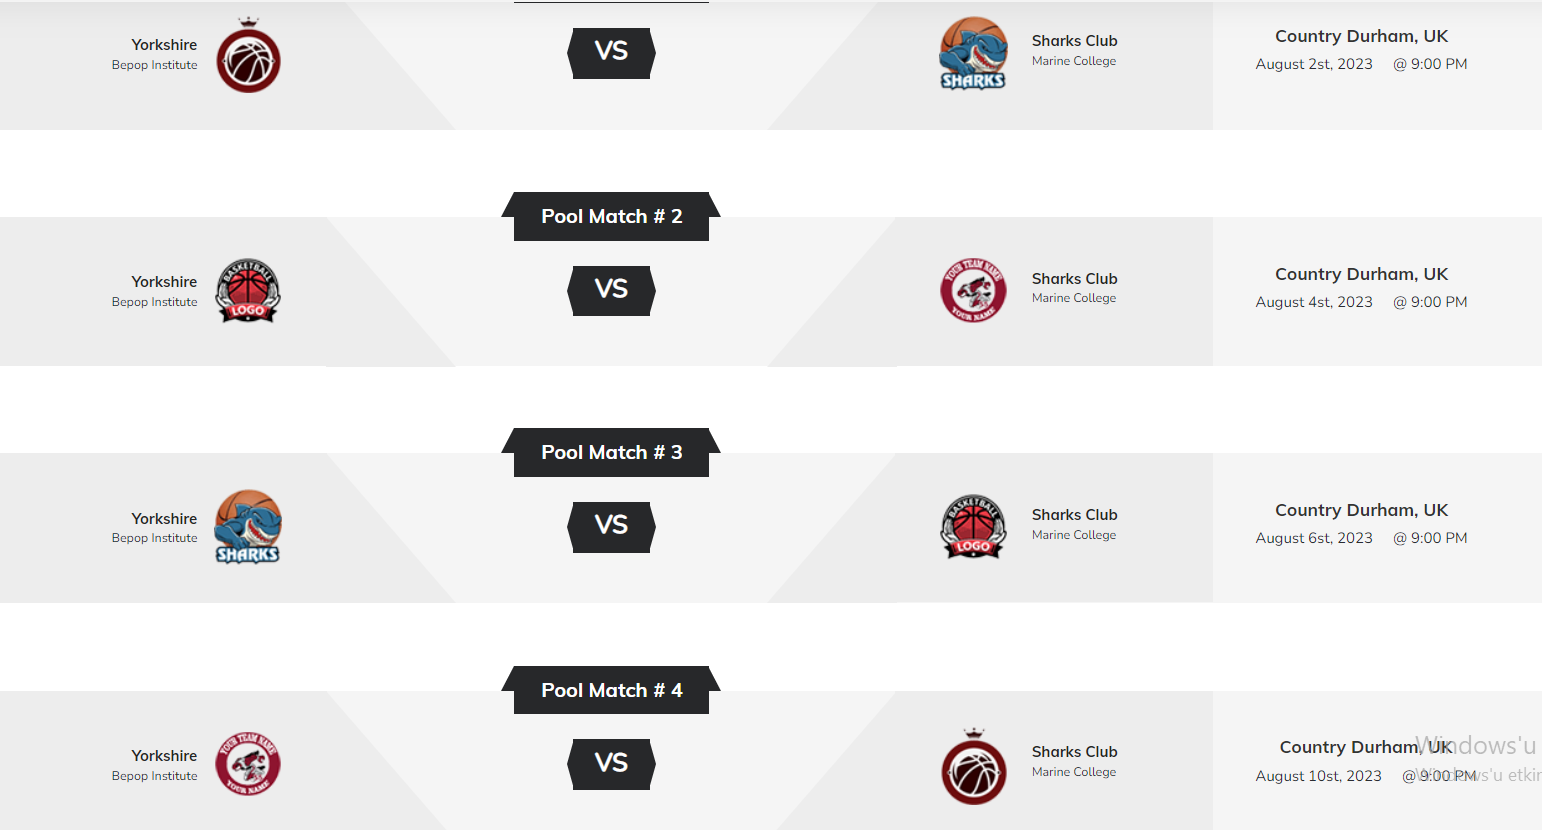 Yorkshire
Bepop Institute
VS
SHARKS
Sharks Club
Marine College
Country Durham, UK
August 2st, 2023 @ 9:00 PM
Pool Match # 2
Yorkshire
Bepop Institute
BASKETBALL
LOGO
VS
YOUR TEAM NAME
YOUR NAME
Sharks Club
Marine College
Country Durham, UK
August 4st, 2023 @ 9:00 PM
Pool Match # 3
Yorkshire
Bepop Institute
SHARKS
VS
BASKETBALL
LOGO
Sharks Club
Marine College
Country Durham, UK
August 6st, 2023 @ 9:00 PM
Pool Match # 4
Yorkshire
Bepop Institute
YOUR TEAM NAME
YOUR NAME
VS
Sharks Club
Marine College
Country Durham, UK
August 10st, 2023 @ 9:00 PM
Windows'u
Windows'u etkin